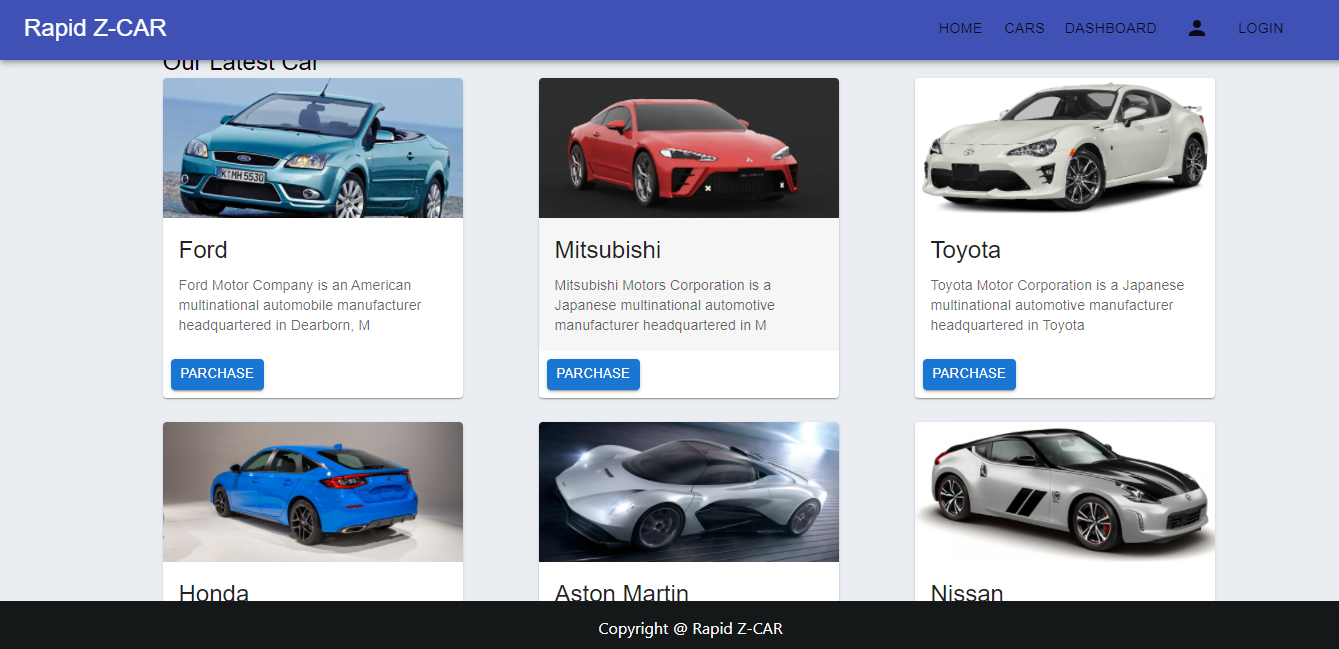 Rapid Z-CAR
HOME CARS DASHBOARD LOGIN
Our Latest Car
K MH 5530
Ford
Ford Motor Company is an American
multinational automobile manufacturer
headquartered in Dearborn, M
PARCHASE
Mitsubishi
Mitsubishi Motors Corporation is a
Japanese multinational automotive
manufacturer headquartered in M
PARCHASE
Toyota
Toyota Motor Corporation is a Japanese
multinational automotive manufacturer
headquartered in Toyota
PARCHASE
Honda
Aston Martin
Nissan
Copyright @ Rapid Z-CAR